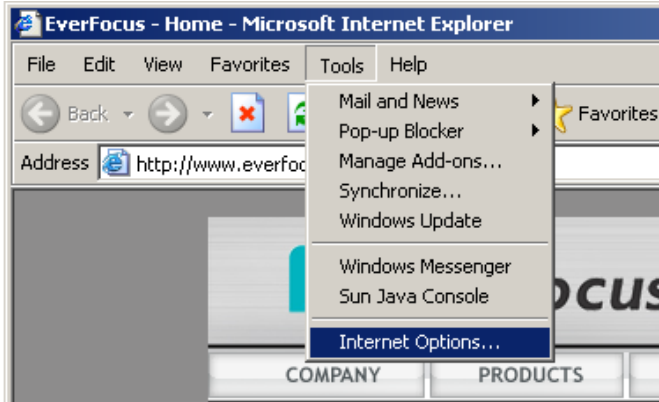 EverFocus - Home - Microsoft Internet Explorer
File Edit View Favorites Tools Help
Back Favorites
Address http://www.everfoc
Mail and News
Pop-up Blocker
Manage Add-ons...
Synchronize...
Windows Update
Windows Messenger
Sun Java Console
Internet Options...
ocus
COMPANY PRODUCTS